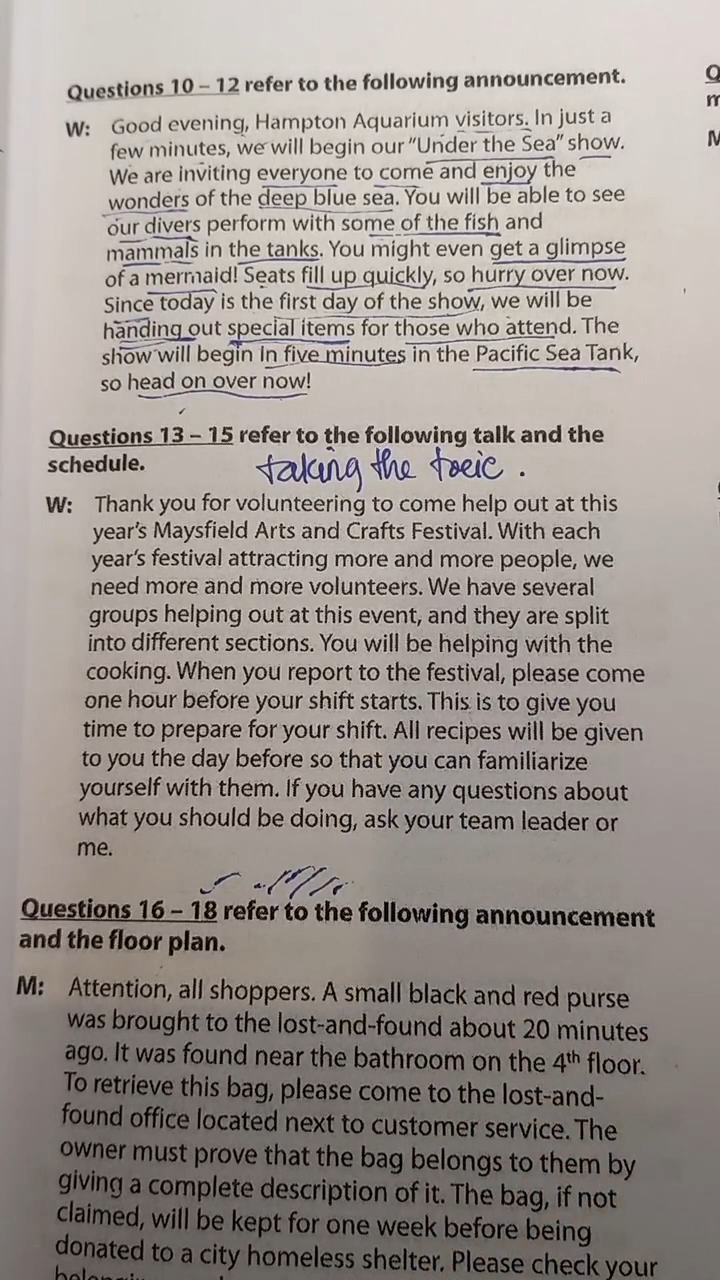 Questions 10 – 12 refer to the following announcement.
W: Good evening, Hampton Aquarium visitors. In just a
few minutes, we will begin our "Under the Sea" show.
We are inviting everyone to come and enjoy the
wonders of the deep blue sea. You will be able to see
our divers perform with some of the fish and
mammals in the tanks. You might even get a glimpse
of a mermaid! Seats fill up quickly, so hurry over now.
Since today is the first day of the show, we will be
handing out special items for those who attend. The
show will begin in five minutes in the Pacific Sea Tank,
so head on over now!
Questions 13 – 15 refer to the following talk and the
schedule.
taking the toeic.
W: Thank you for volunteering to come help out at this
year's Maysfield Arts and Crafts Festival. With each
year's festival attracting more and more people, we
need more and more volunteers. We have several
groups helping out at this event, and they are split
into different sections. You will be helping with the
cooking. When you report to the festival, please come
one hour before your shift starts. This is to give you
time to prepare for your shift. All recipes will be given
to you the day before so that you can familiarize
yourself with them. If you have any questions about
what you should be doing, ask your team leader or
me.
Questions 16 – 18 refer to the following announcement
and the floor plan.
M: Attention, all shoppers. A small black and red purse
was brought to the lost-and-found about 20 minutes
ago. It was found near the bathroom on the 4th floor.
To retrieve this bag, please come to the lost-and-
found office located next to customer service. The
owner must prove that the bag belongs to them by
giving a complete description of it. The bag, if not
claimed, will be kept for one week before being
donated to a city homeless shelter. Please check your